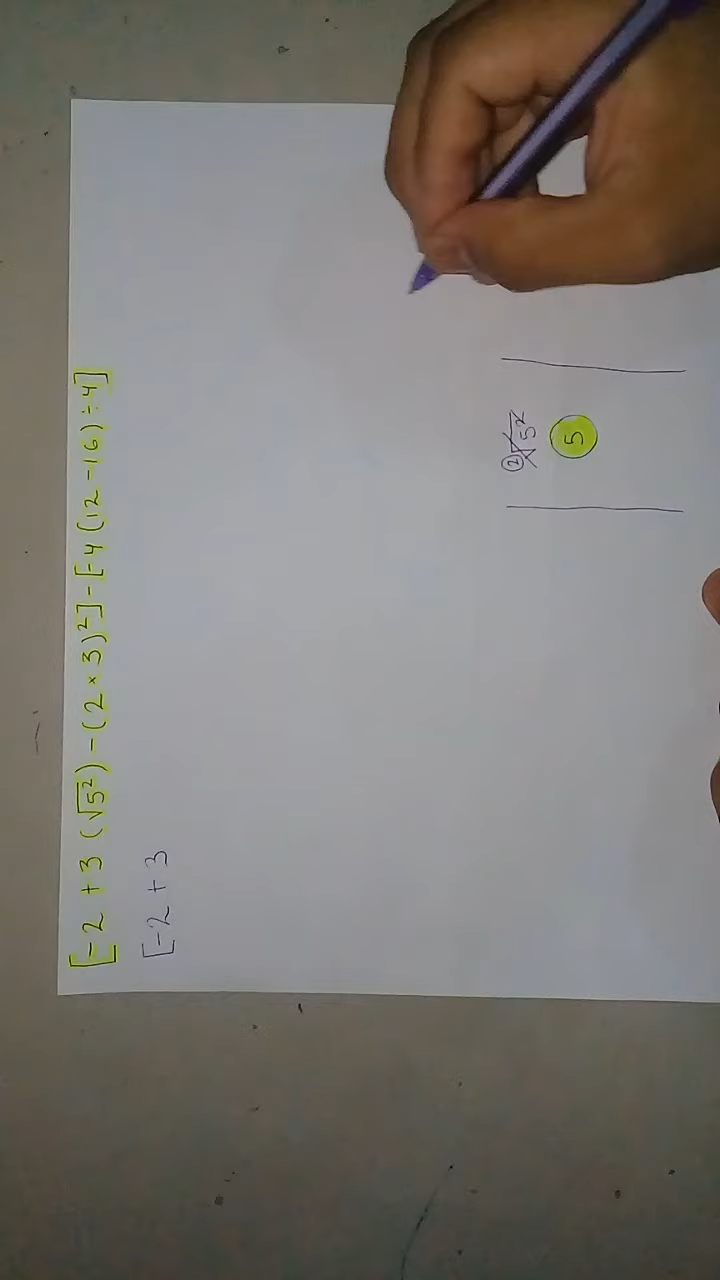 [-2 + 3 (√5²) - (2 × 3)²] - [-4 (12 - 16) ÷ 4]
[-2 + 3
²√5²
5